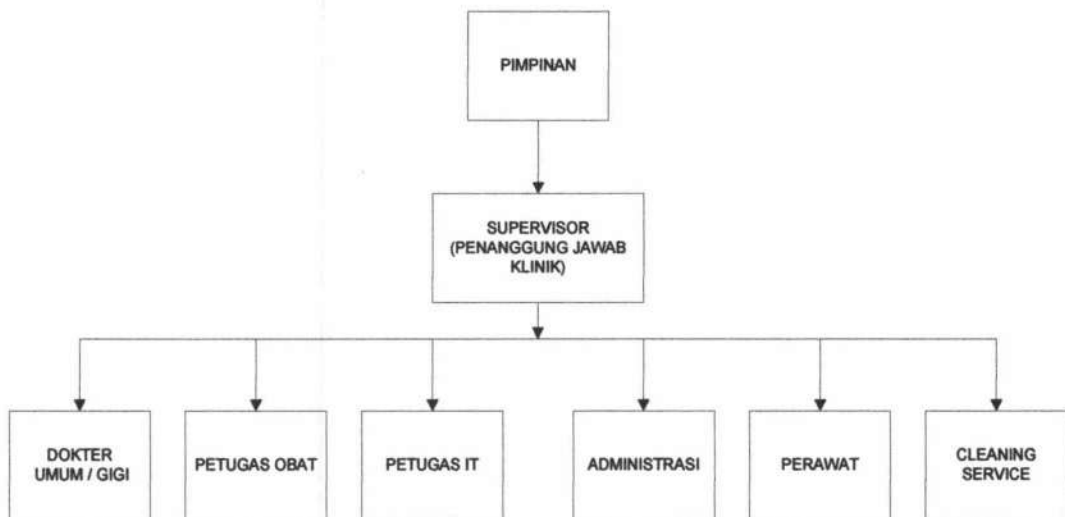 PIMPINAN
SUPERVISOR
(PENANGGUNG JAWAB
KLINIK)
DOKTER
UMUM / GIGI
PETUGAS OBAT
PETUGAS IT
ADMINISTRASI
PERAWAT
CLEANING
SERVICE